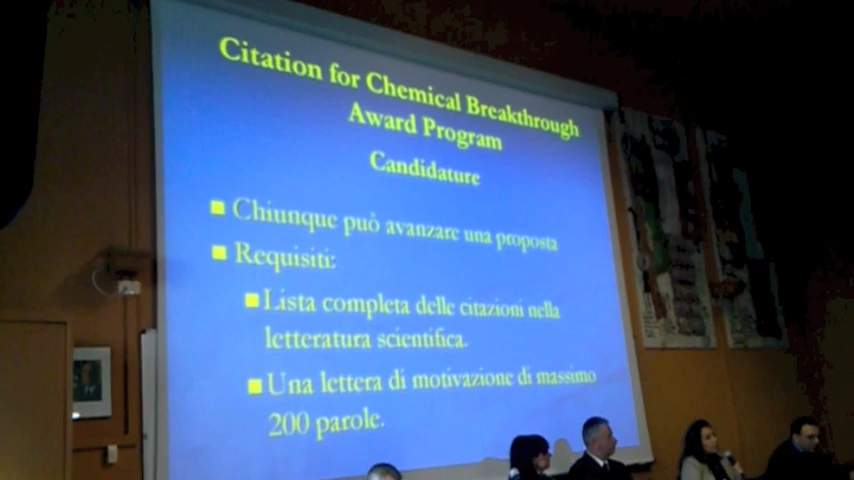 Citation for Chemical Breakthrough
Award Program
Candidature
Chiunque può avanzare una proposta
Requisiti:
Lista completa delle citazioni nella
letteratura scientifica.
Una lettera di motivazione di massimo
200 parole.